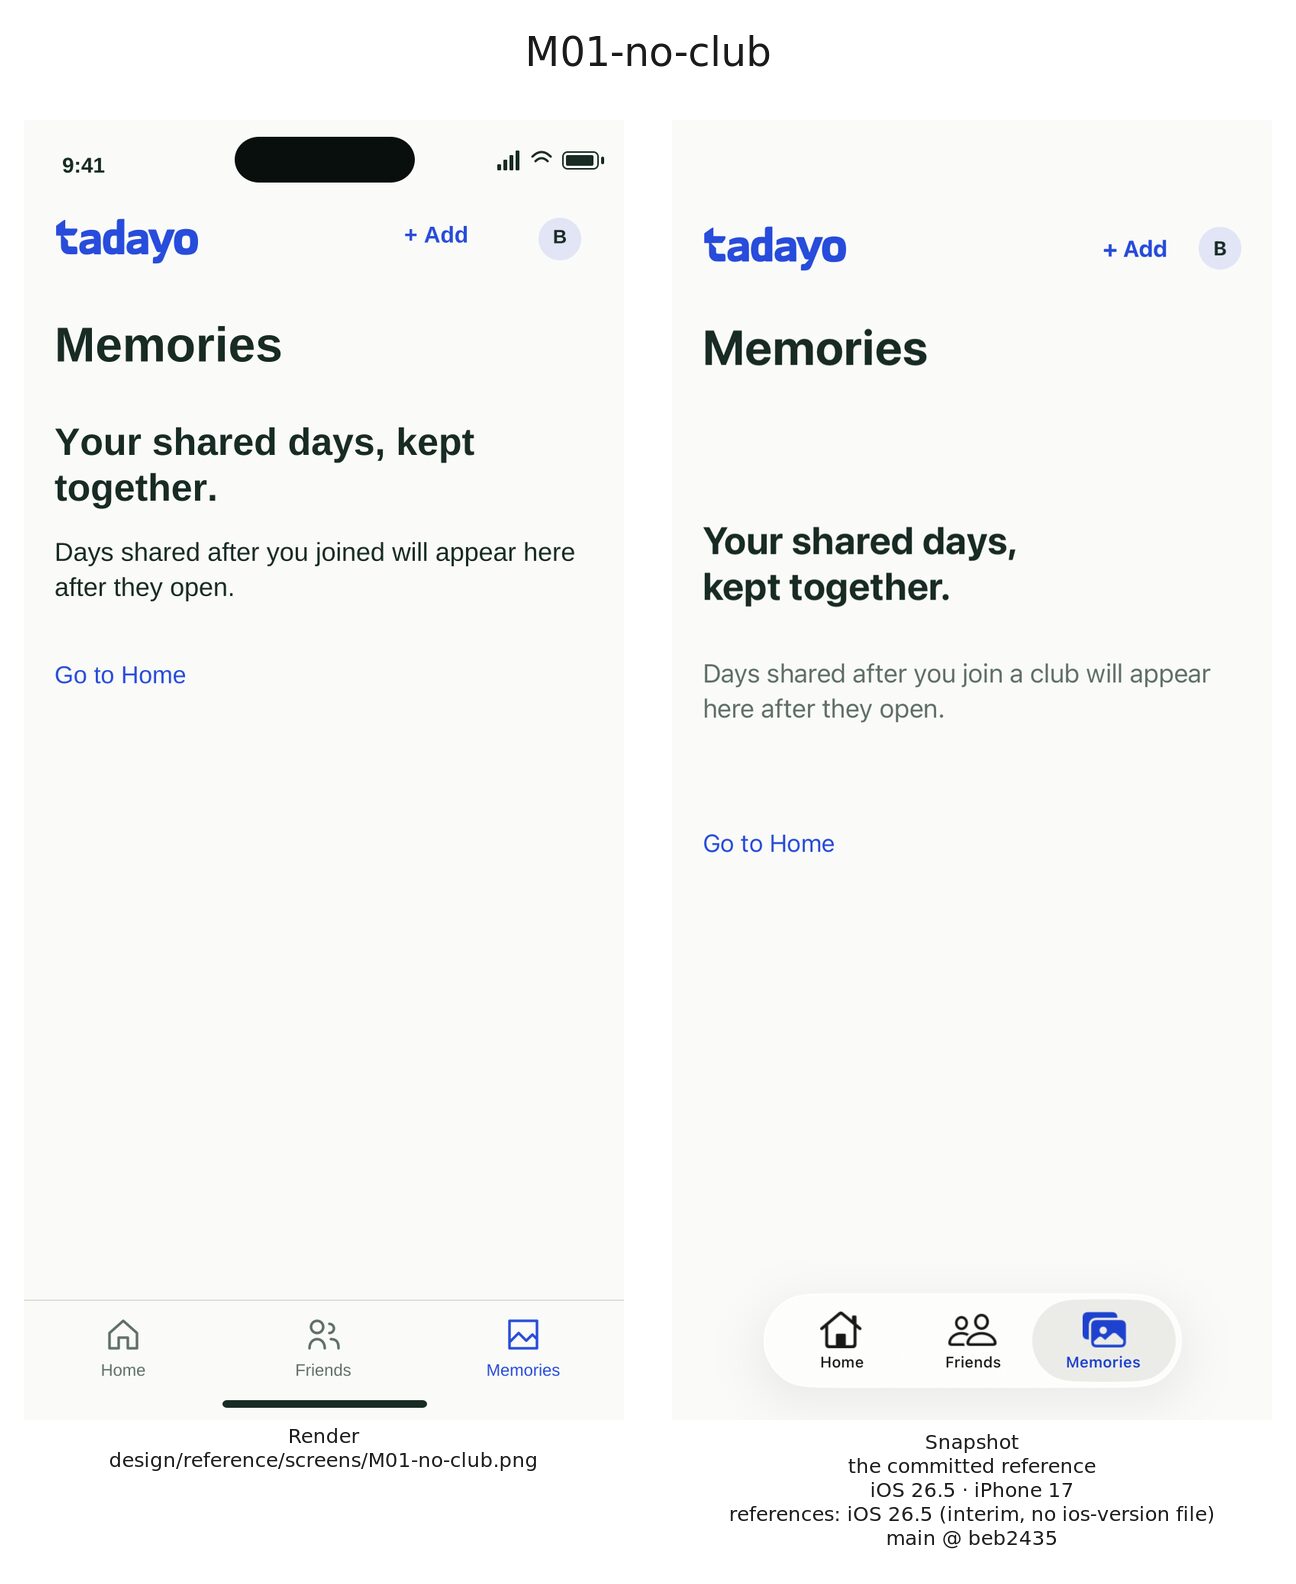 M01-no-club
9:41
tadayo
+ Add
B
Memories
Your shared days, kept
together.
Days shared after you joined will appear here
after they open.
Go to Home
Home
Friends
Memories
Render
design/reference/screens/M01-no-club.png
tadayo
+ Add
B
Memories
Your shared days,
kept together.
Days shared after you join a club will appear
here after they open.
Go to Home
Home
Friends
Memories
Snapshot
the committed reference
iOS 26.5 · iPhone 17
references: iOS 26.5 (interim, no ios-version file)
main @ beb2435